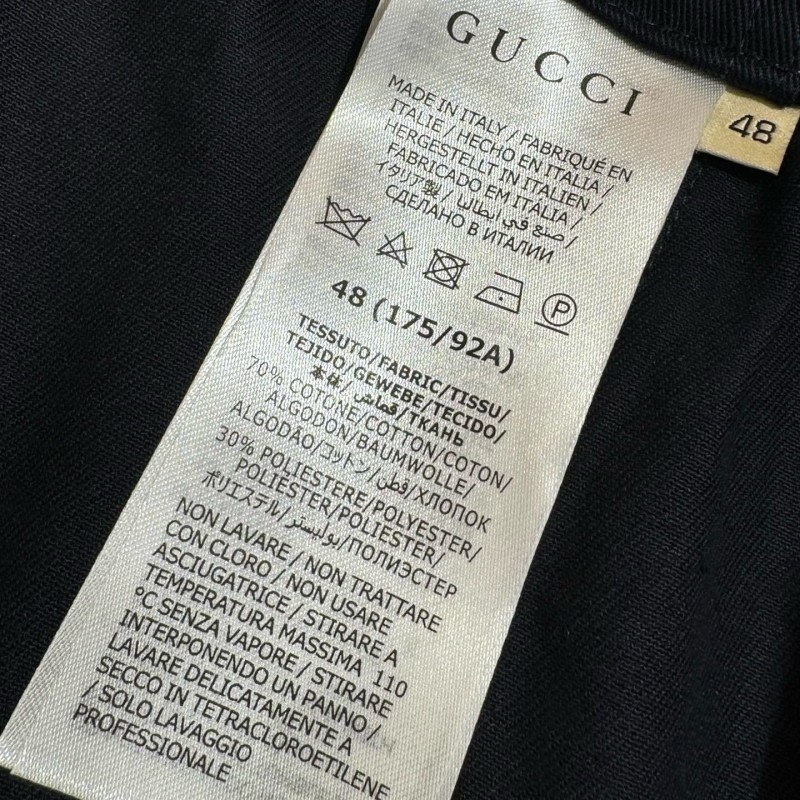 GUCCI
48
MADE IN ITALY / FABRIQUÉ EN
ITALIE / HECHO EN ITALIA /
HERGESTELLT IN ITALIEN /
FABRICADO EM ITÁLIA /
イタリア製 / صنع في ايطاليا /
СДЕЛАНО В ИТАЛИИ
P
48 (175/92A)
TESSUTO/FABRIC/TISSU/
TEJIDO/GEWEBE/TECIDO/
本体/قماش/ТКАНЬ
70% COTONE/COTTON/COTON/
ALGODON/BAUMWOLLE/
ALGODÃO/コットン/قطن/ХЛОПОК
30% POLIESTERE/POLYESTER/
POLIÉSTER/POLIESTER/
ポリエステル/بوليستر/ПОЛИЭСТЕР
NON LAVARE / NON TRATTARE
CON CLORO / NON USARE
ASCIUGATRICE / STIRARE A
TEMPERATURA MASSIMA 110
°C SENZA VAPORE / STIRARE
INTERPONENDO UN PANNO /
LAVARE DELICATAMENTE A
SECCO IN TETRACLOROETILENE
/ SOLO LAVAGGIO
PROFESSIONALE